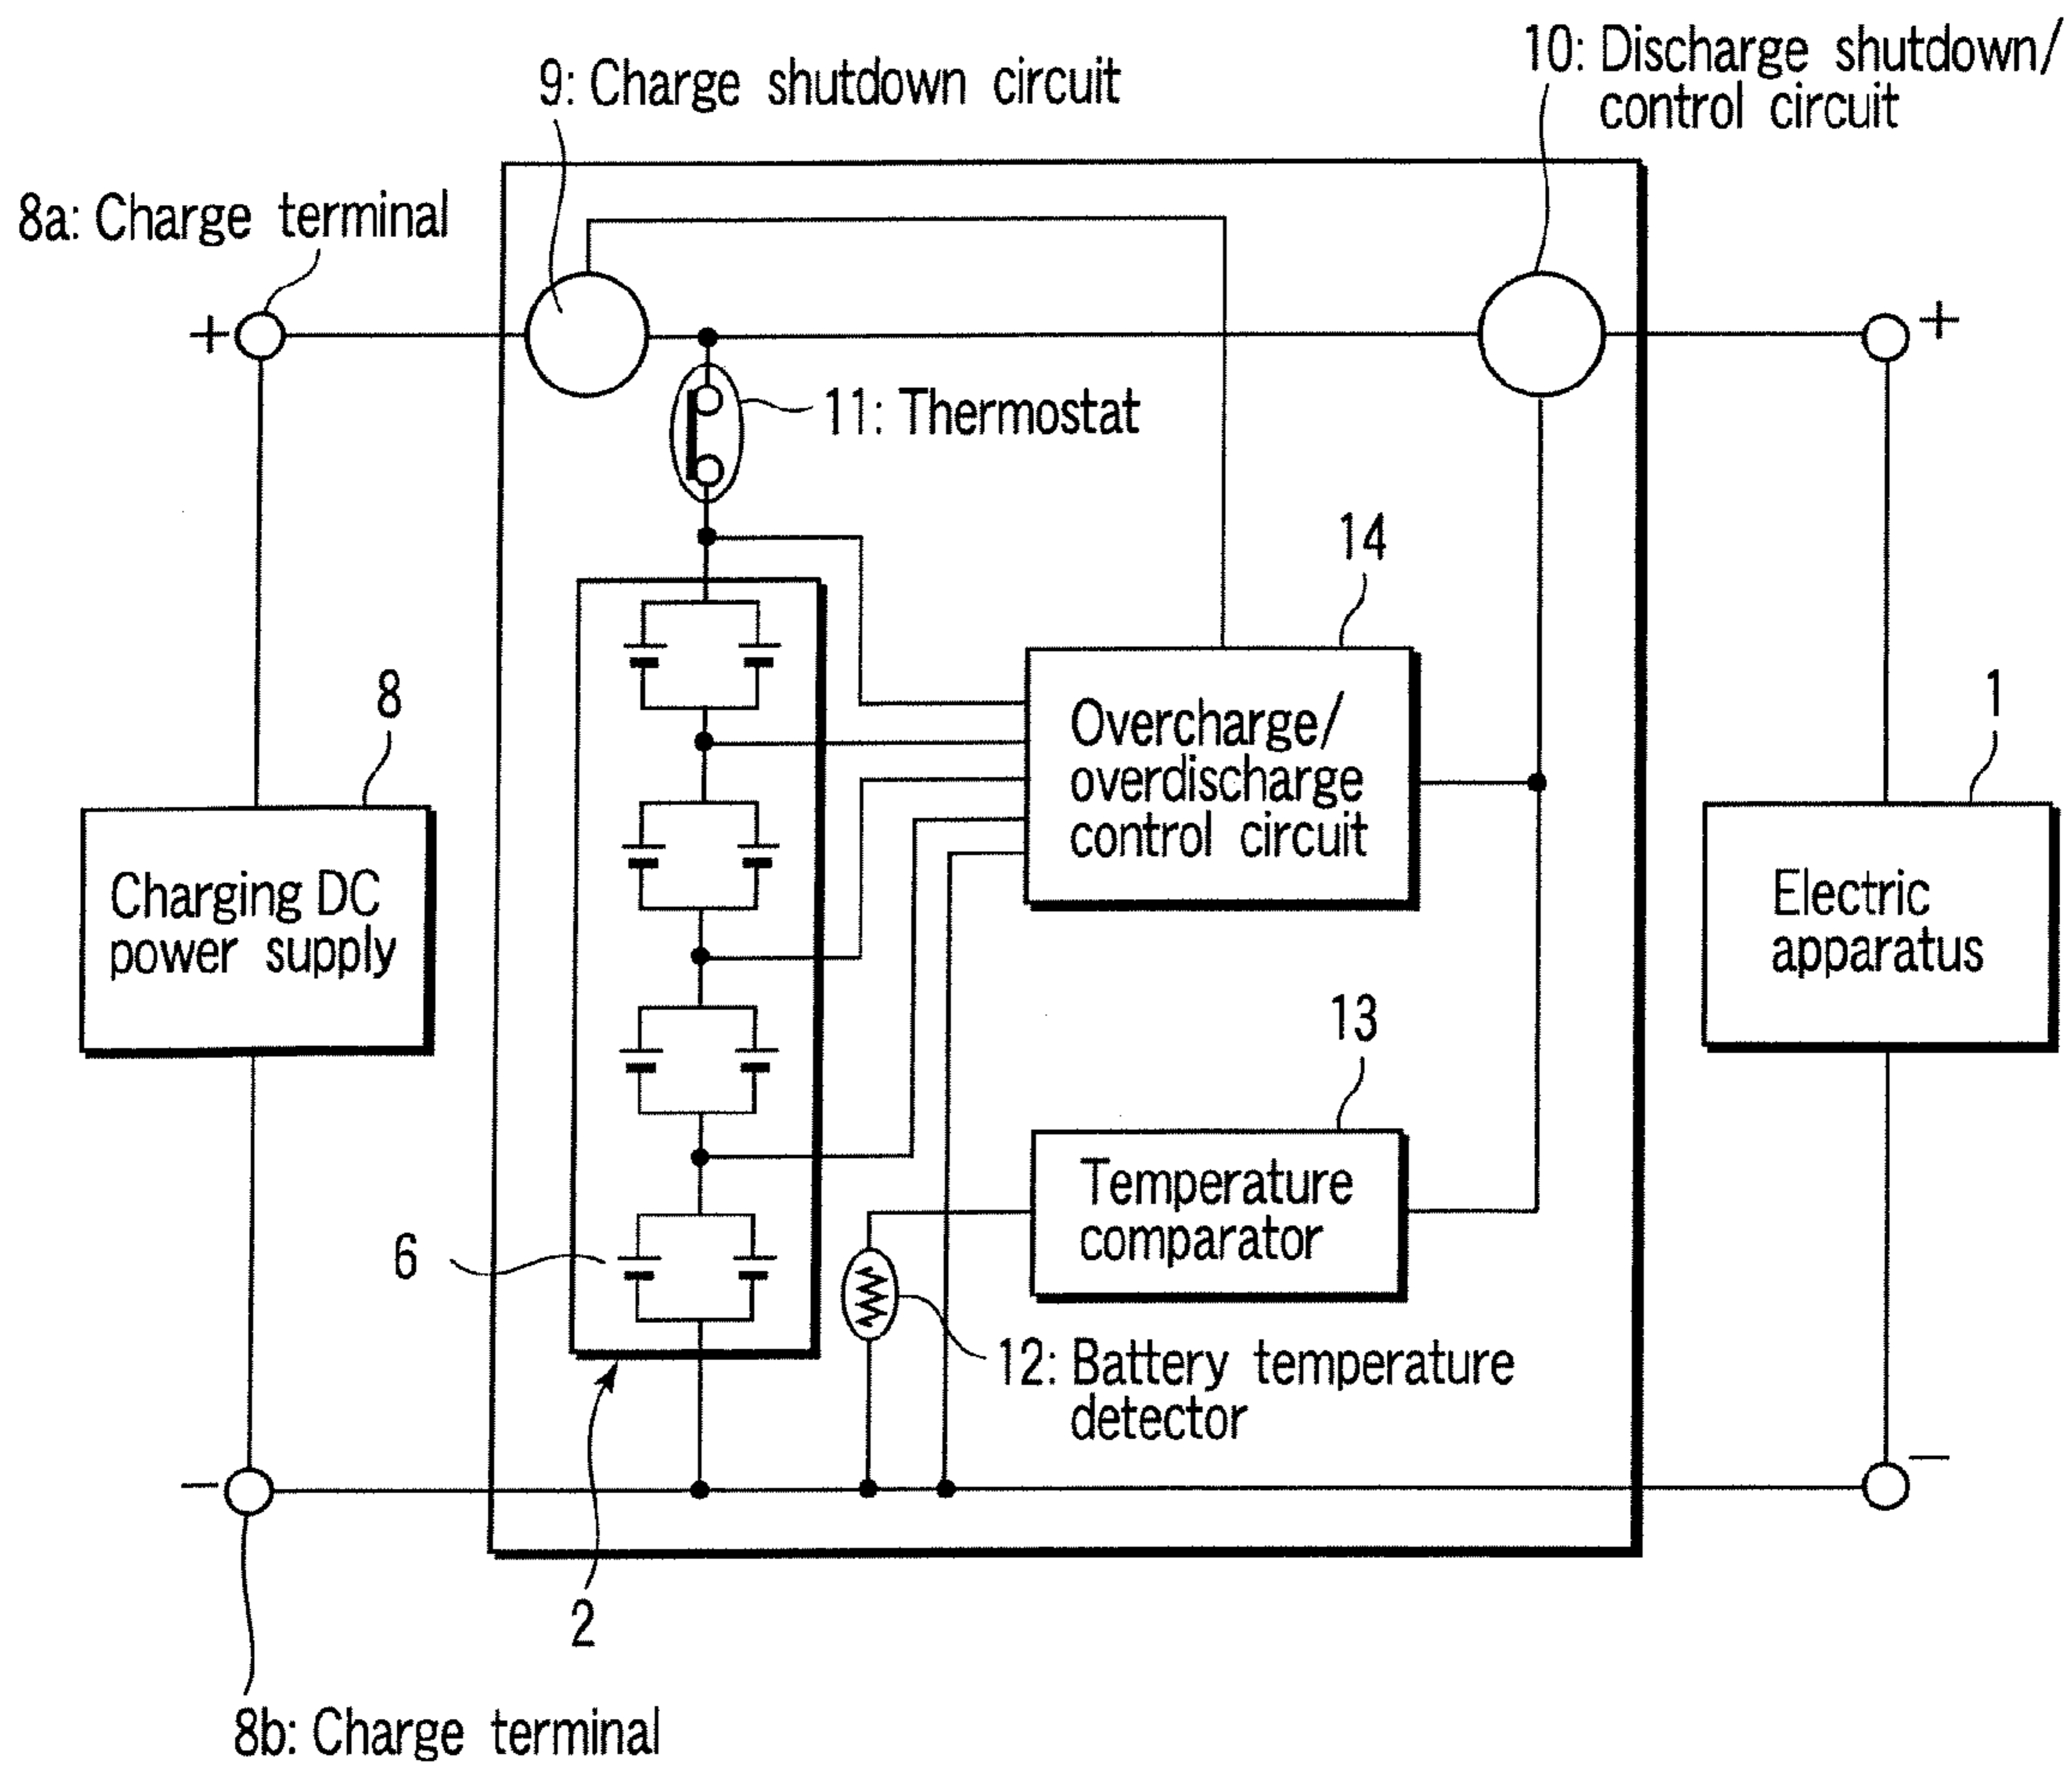 10: Discharge shutdown/
control circuit
9: Charge shutdown circuit
8a: Charge terminal
+
+
11: Thermostat
14
Overcharge/
overdischarge
control circuit
8
Charging DC
power supply
1
Electric
apparatus
13
Temperature
comparator
6
12: Battery temperature
detector
−
−
2
8b: Charge terminal